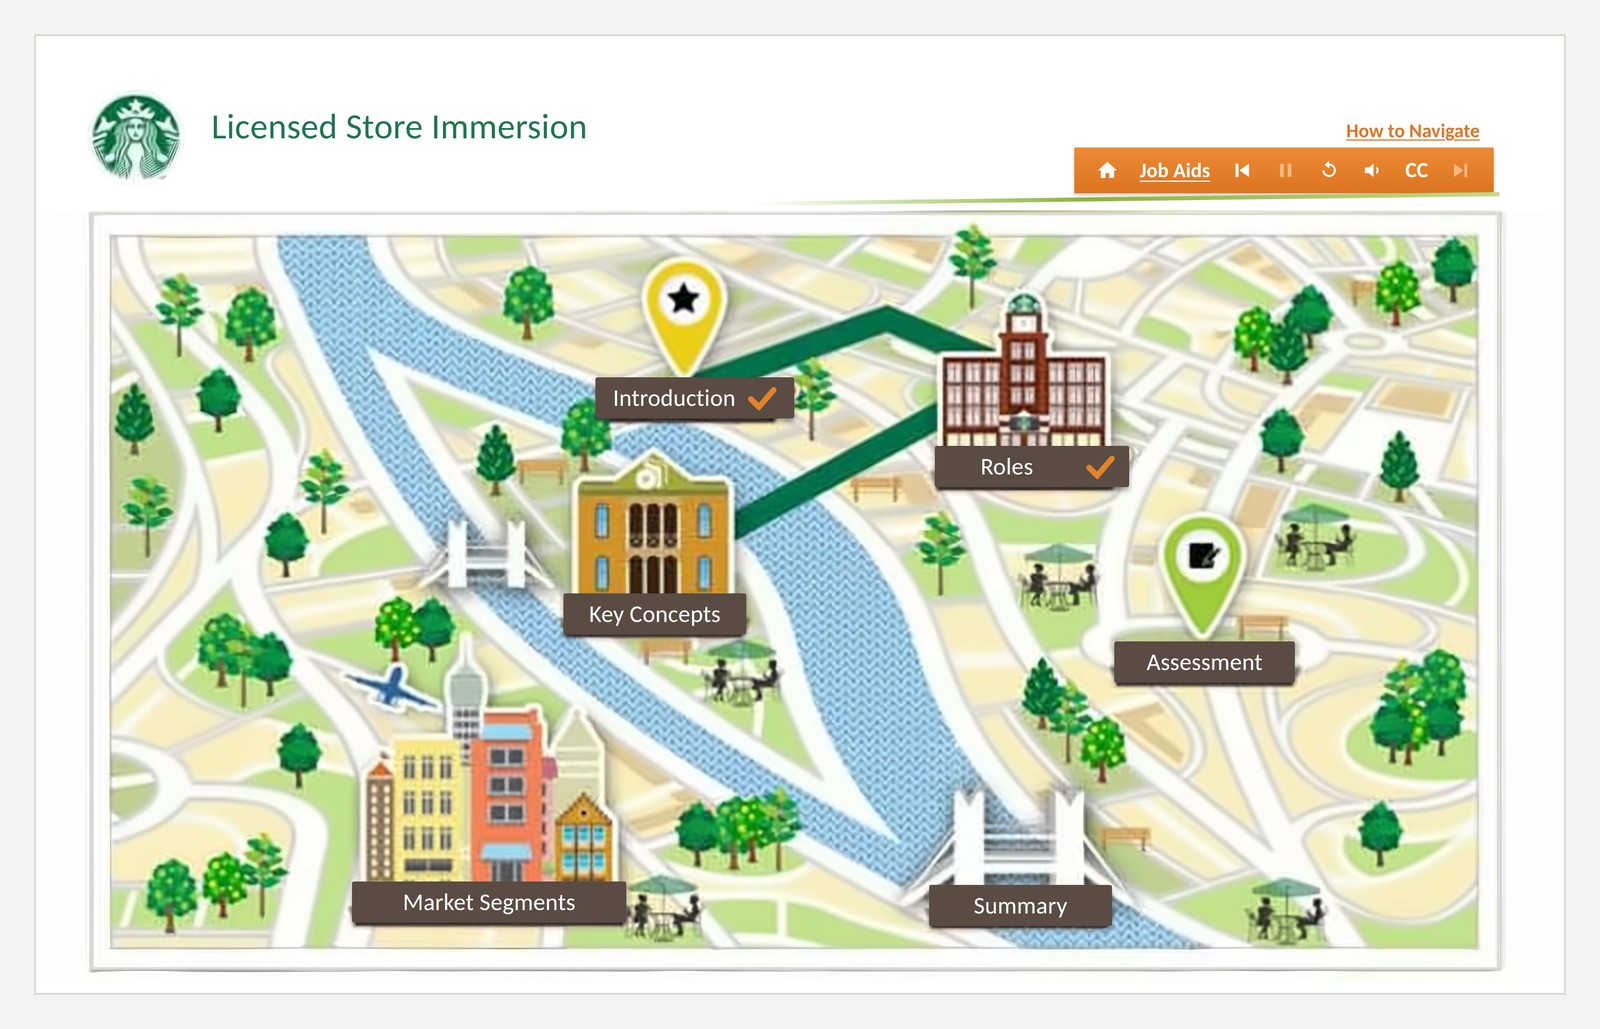 Licensed Store Immersion
How to Navigate
Job Aids
CC
Introduction
Roles
Key Concepts
Assessment
Market Segments
Summary